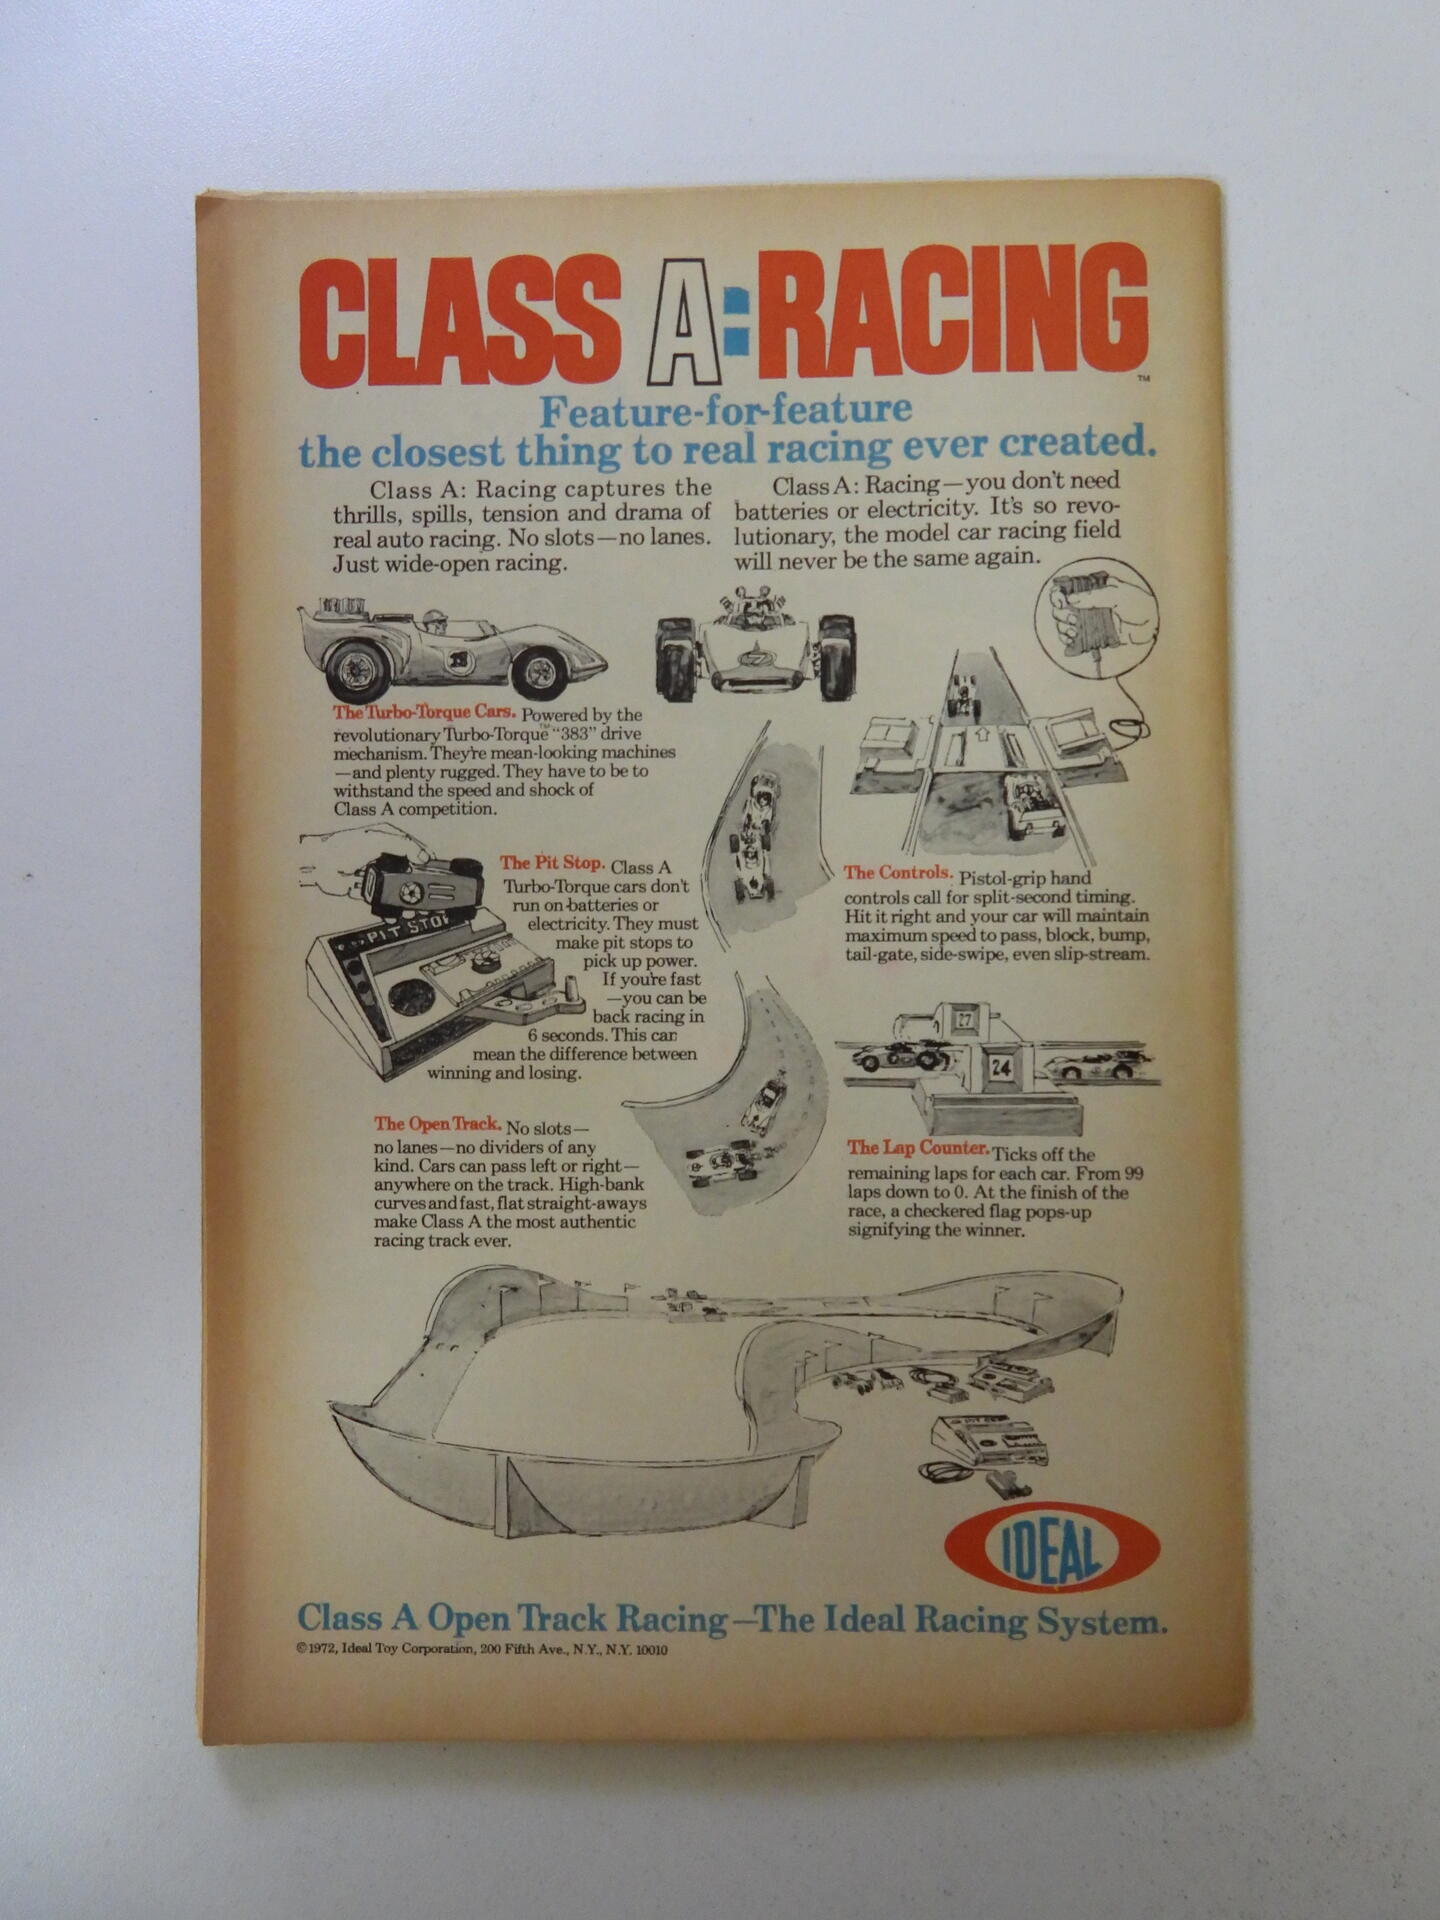 CLASS A:RACING
TM
Feature-for-feature
the closest thing to real racing ever created.
Class A: Racing captures the
thrills, spills, tension and drama of
real auto racing. No slots—no lanes.
Just wide-open racing.
Class A: Racing—you don't need
batteries or electricity. It's so revo-
lutionary, the model car racing field
will never be the same again.
The Turbo-Torque Cars. Powered by the
revolutionary Turbo-Torque™ "383" drive
mechanism. They're mean-looking machines
—and plenty rugged. They have to be to
withstand the speed and shock of
Class A competition.
PIT STOP
The Pit Stop. Class A
Turbo-Torque cars don't
run on batteries or
electricity. They must
make pit stops to
pick up power.
If you're fast
—you can be
back racing in
6 seconds. This can
mean the difference between
winning and losing.
The Controls. Pistol-grip hand
controls call for split-second timing.
Hit it right and your car will maintain
maximum speed to pass, block, bump,
tail-gate, side-swipe, even slip-stream.
27
24
The Open Track. No slots—
no lanes—no dividers of any
kind. Cars can pass left or right—
anywhere on the track. High-bank
curves and fast, flat straight-aways
make Class A the most authentic
racing track ever.
The Lap Counter. Ticks off the
remaining laps for each car. From 99
laps down to 0. At the finish of the
race, a checkered flag pops-up
signifying the winner.
IDEAL
Class A Open Track Racing—The Ideal Racing System.
©1972, Ideal Toy Corporation, 200 Fifth Ave., N.Y., N.Y. 10010